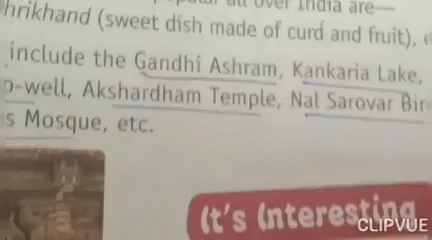 all over India are—
hrikhand (sweet dish made of curd and fruit),
include the Gandhi Ashram, Kankaria Lake,
-well, Akshardham Temple, Nal Sarovar Bir
s Mosque, etc.
It's Interesting
CLIPVUE